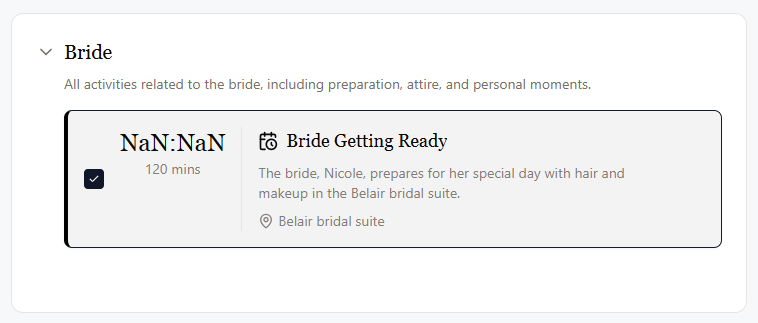 Bride
All activities related to the bride, including preparation, attire, and personal moments.
NaN:NaN
120 mins
Bride Getting Ready
The bride, Nicole, prepares for her special day with hair and
makeup in the Belair bridal suite.
Belair bridal suite